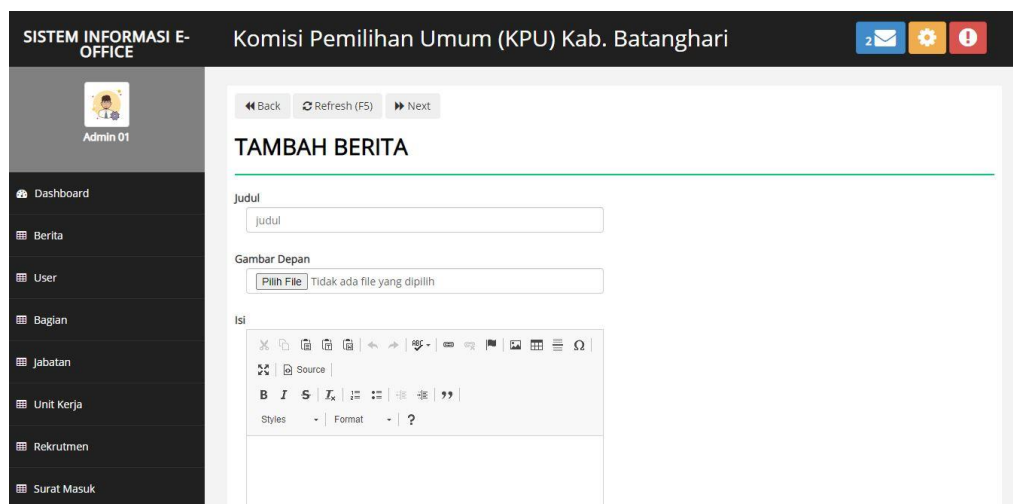 SISTEM INFORMASI E-
OFFICE
Komisi Pemilihan Umum (KPU) Kab. Batanghari
2
Admin 01
Dashboard
Berita
User
Bagian
Jabatan
Unit Kerja
Rekrutmen
Surat Masuk
Back Refresh (F5) Next
TAMBAH BERITA
Judul
judul
Gambar Depan
Pilih File Tidak ada file yang dipilih
Isi
Source
Styles Format ?